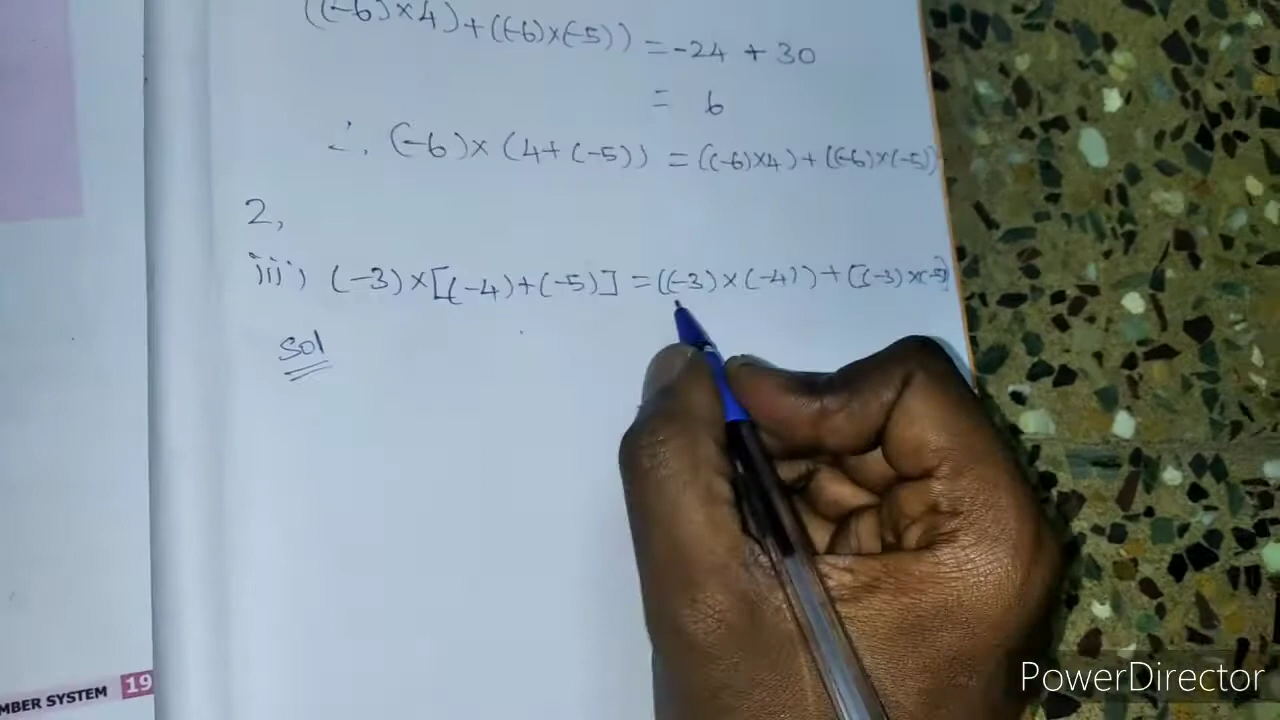 ((-6)×4)+((-6)×(-5)) = -24 + 30
= 6
∴ (-6)×(4+(-5)) = ((-6)×4)+((-6)×(-5))
2,
iii) (-3)×[(-4)+(-5)] = ((-3)×(-4))+[(-3)×(-5)]
Sol
MBER SYSTEM 19
PowerDirector